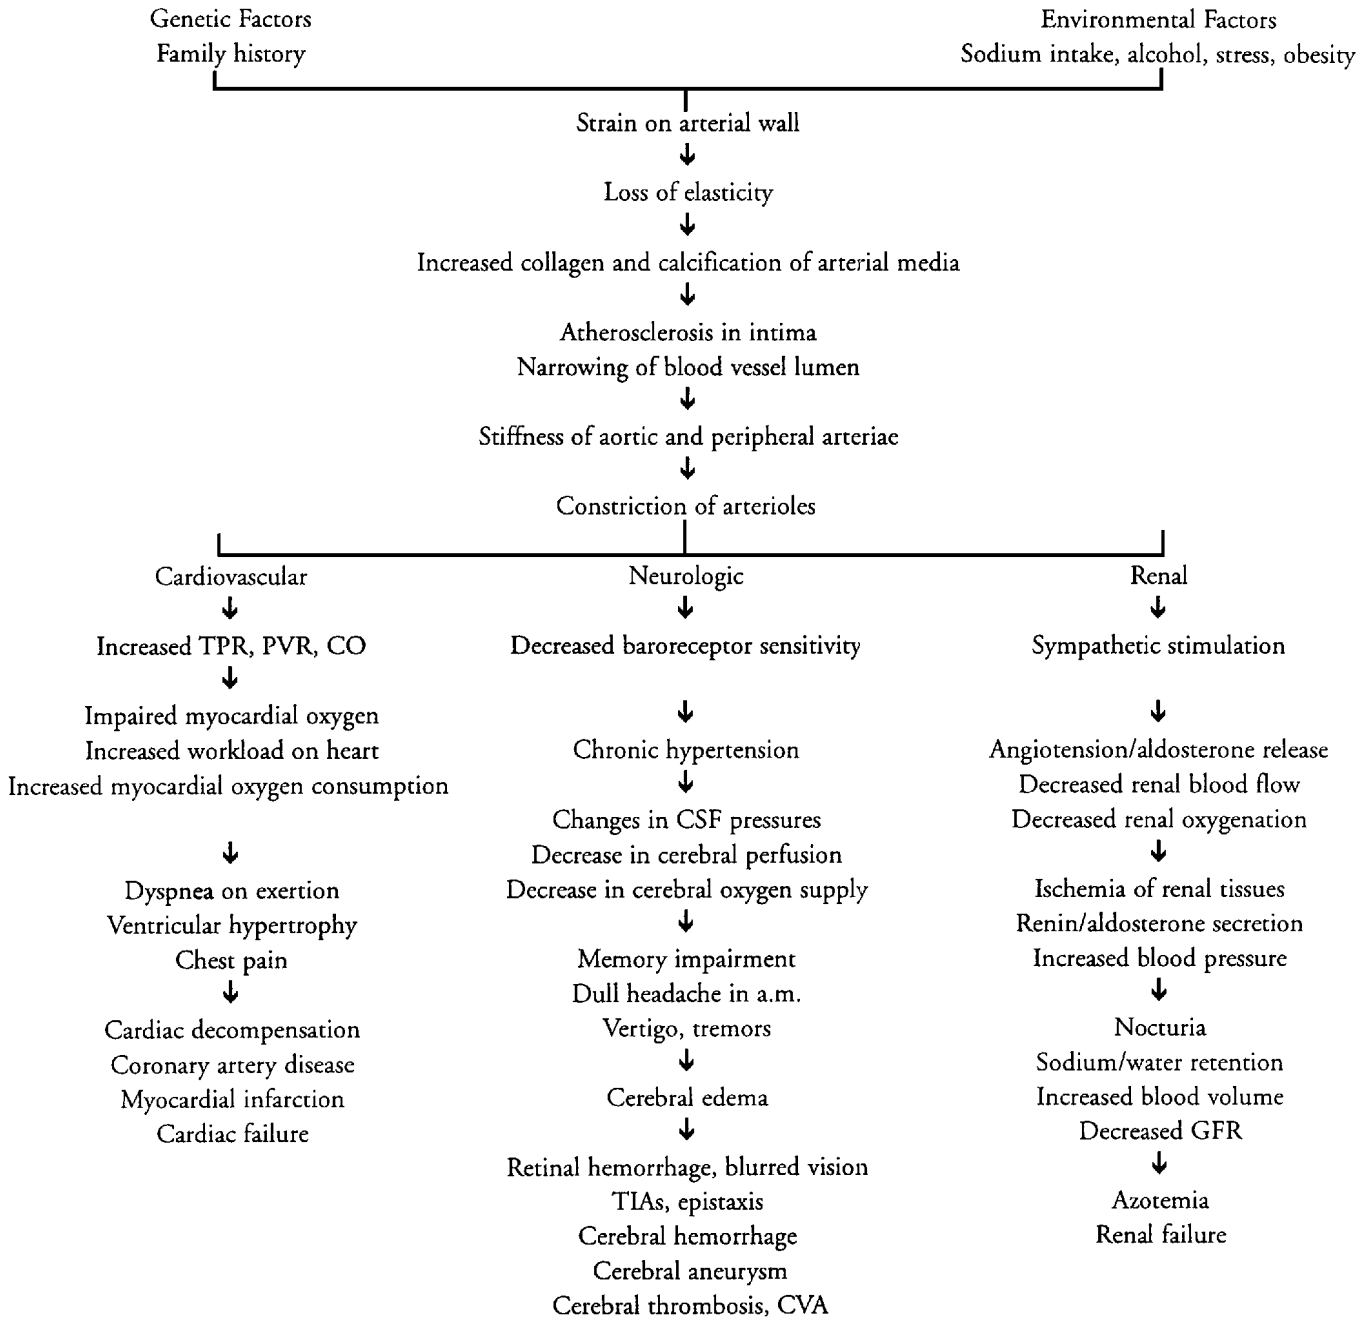 Genetic Factors
Family history
Environmental Factors
Sodium intake, alcohol, stress, obesity
Strain on arterial wall
Loss of elasticity
Increased collagen and calcification of arterial media
Atherosclerosis in intima
Narrowing of blood vessel lumen
Stiffness of aortic and peripheral arteriae
Constriction of arterioles
Cardiovascular
Increased TPR, PVR, CO
Impaired myocardial oxygen
Increased workload on heart
Increased myocardial oxygen consumption
Dyspnea on exertion
Ventricular hypertrophy
Chest pain
Cardiac decompensation
Coronary artery disease
Myocardial infarction
Cardiac failure
Neurologic
Decreased baroreceptor sensitivity
Chronic hypertension
Changes in CSF pressures
Decrease in cerebral perfusion
Decrease in cerebral oxygen supply
Memory impairment
Dull headache in a.m.
Vertigo, tremors
Cerebral edema
Retinal hemorrhage, blurred vision
TIAs, epistaxis
Cerebral hemorrhage
Cerebral aneurysm
Cerebral thrombosis, CVA
Renal
Sympathetic stimulation
Angiotension/aldosterone release
Decreased renal blood flow
Decreased renal oxygenation
Ischemia of renal tissues
Renin/aldosterone secretion
Increased blood pressure
Nocturia
Sodium/water retention
Increased blood volume
Decreased GFR
Azotemia
Renal failure